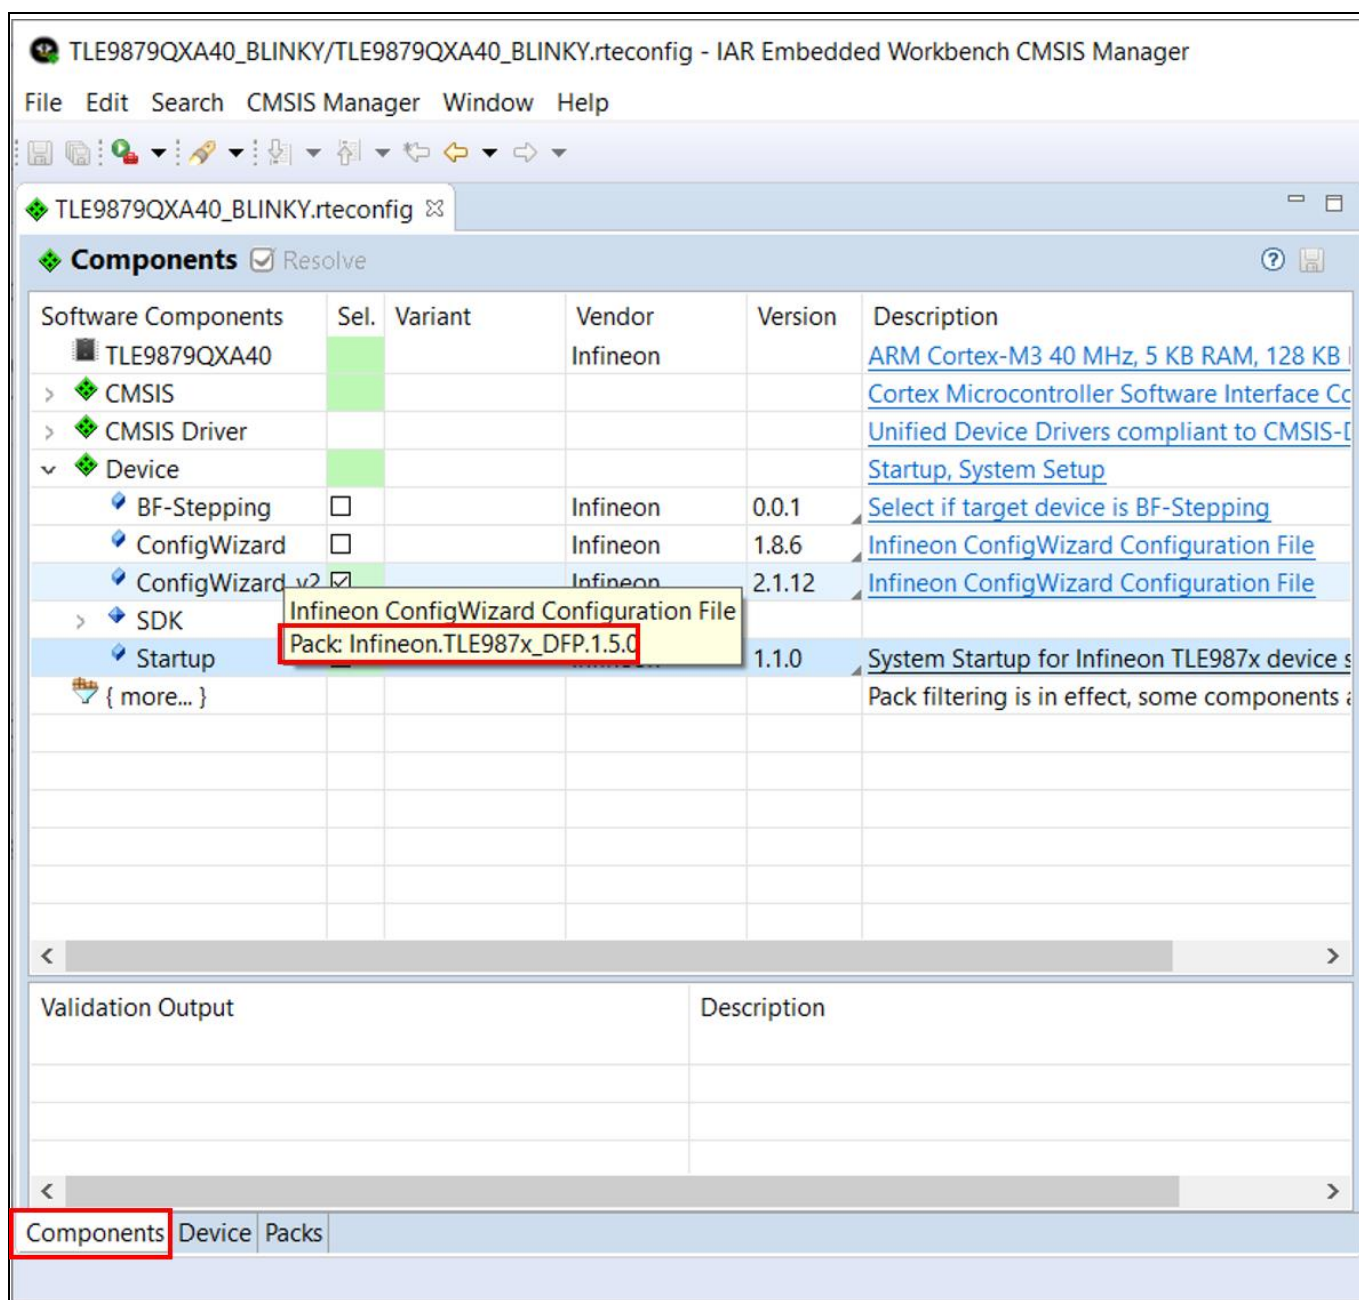 TLE9879QXA40_BLINKY/TLE9879QXA40_BLINKY.rteconfig - IAR Embedded Workbench CMSIS Manager
File Edit Search CMSIS Manager Window Help
TLE9879QXA40_BLINKY.rteconfig
Components Resolve
Software Components Sel. Variant Vendor Version Description
TLE9879QXA40 Infineon ARM Cortex-M3 40 MHz, 5 KB RAM, 128 KB
CMSIS Cortex Microcontroller Software Interface Co
CMSIS Driver Unified Device Drivers compliant to CMSIS-D
Device Startup, System Setup
BF-Stepping Infineon 0.0.1 Select if target device is BF-Stepping
ConfigWizard Infineon 1.8.6 Infineon ConfigWizard Configuration File
ConfigWizard_v2 Infineon 2.1.12 Infineon ConfigWizard Configuration File
Infineon ConfigWizard Configuration File
SDK
Pack: Infineon.TLE987x_DFP.1.5.0
Startup Infineon 1.1.0 System Startup for Infineon TLE987x device s
{ more... } Pack filtering is in effect, some components a
Validation Output Description
Components Device Packs